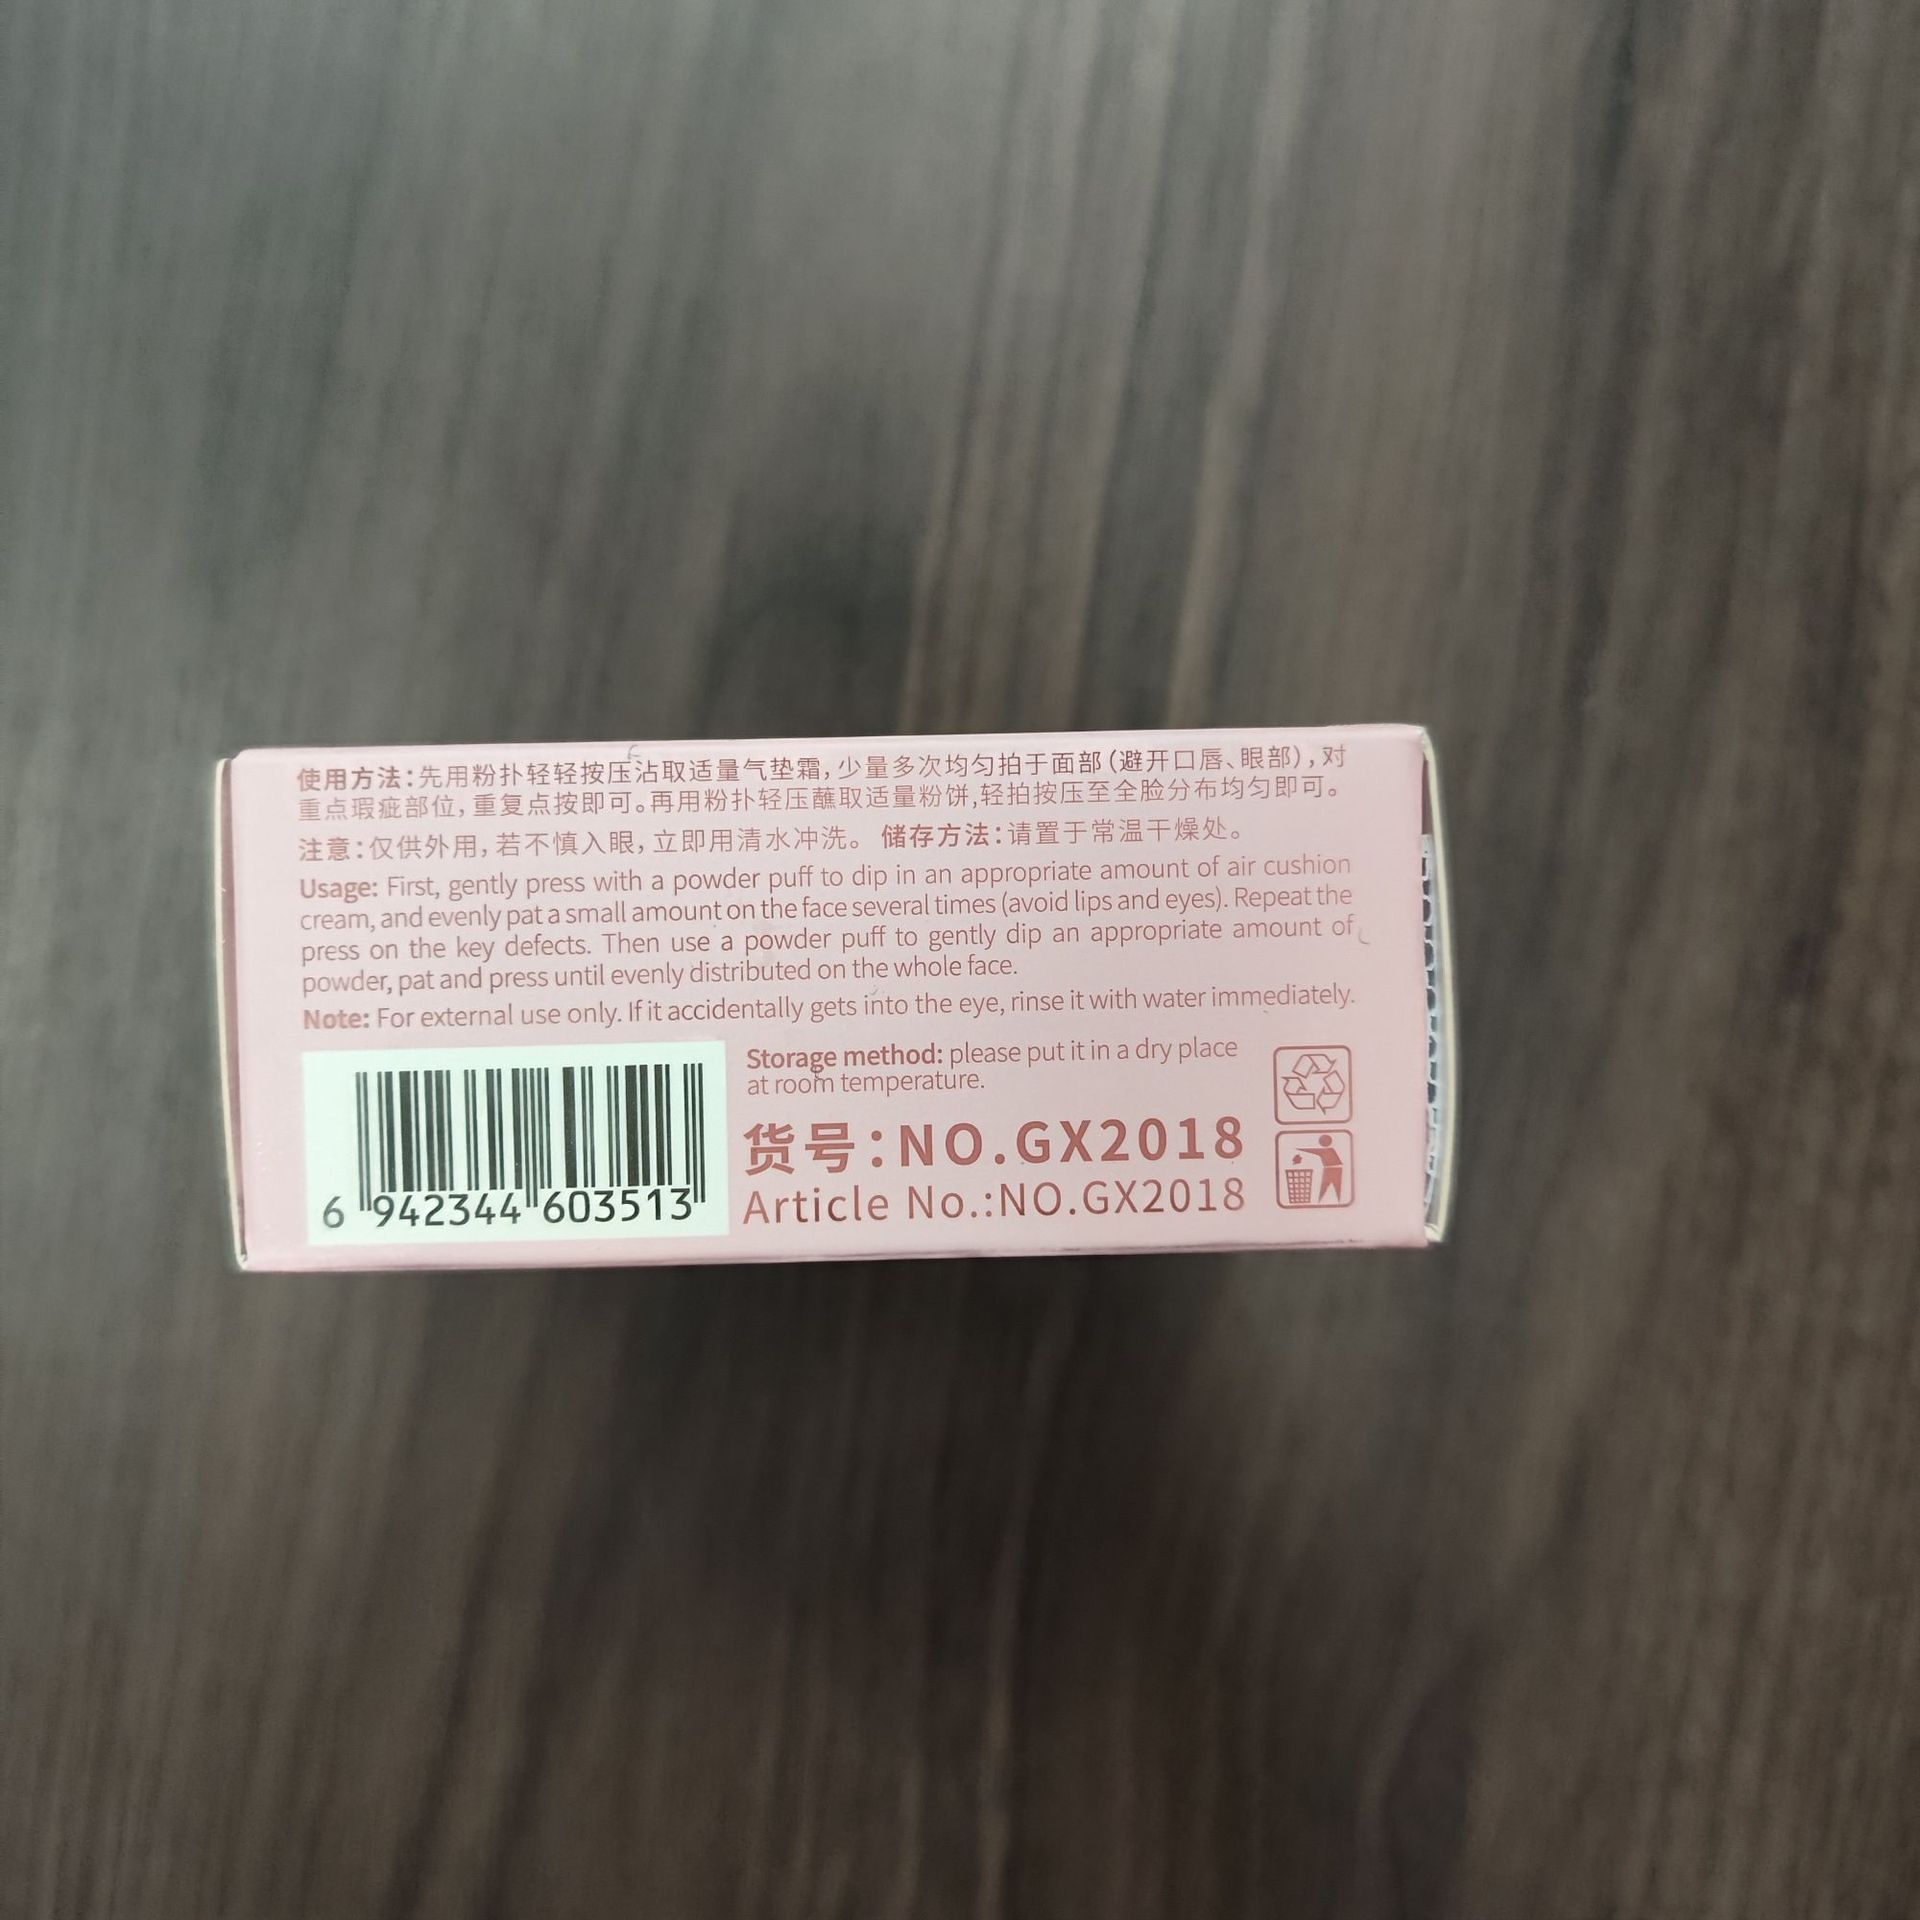 使用方法：先用粉扑轻轻按压沾取适量气垫霜，少量多次均匀拍于面部（避开口唇、眼部），对
重点瑕疵部位，重复点按即可。再用粉扑轻压蘸取适量粉饼，轻拍按压至全脸分布均匀即可。
注意：仅供外用，若不慎入眼，立即用清水冲洗。 储存方法：请置于常温干燥处。
Usage: First, gently press with a powder puff to dip in an appropriate amount of air cushion
cream, and evenly pat a small amount on the face several times (avoid lips and eyes). Repeat the
press on the key defects. Then use a powder puff to gently dip an appropriate amount of
powder, pat and press until evenly distributed on the whole face.
Note: For external use only. If it accidentally gets into the eye, rinse it with water immediately.
Storage method: please put it in a dry place
at room temperature.
货号：NO.GX2018
Article No.:NO.GX2018
6 942344 603513